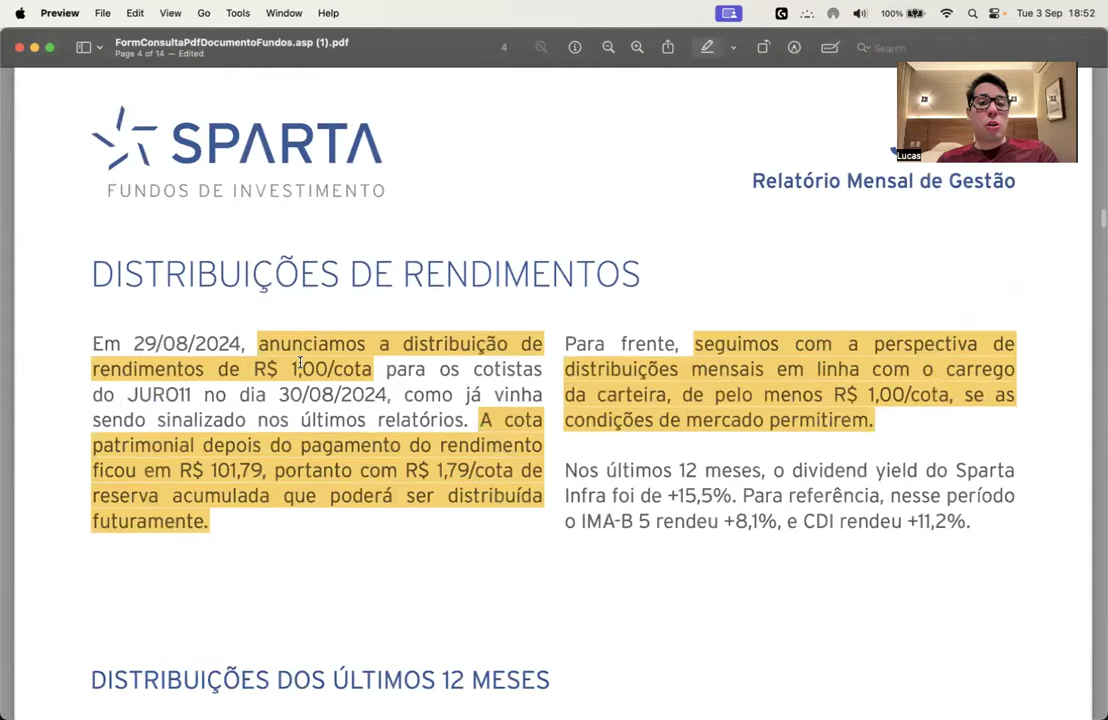 Preview File Edit View Go Tools Window Help 100% Tue 3 Sep 18:52
FormConsultaPdfDocumentoFundos.asp (1).pdf
Page 4 of 14 — Edited
4
Search
SPARTA
FUNDOS DE INVESTIMENTO
Lucas
Relatório Mensal de Gestão
DISTRIBUIÇÕES DE RENDIMENTOS
Em 29/08/2024, anunciamos a distribuição de
rendimentos de R$ 1,00/cota para os cotistas
do JURO11 no dia 30/08/2024, como já vinha
sendo sinalizado nos últimos relatórios. A cota
patrimonial depois do pagamento do rendimento
ficou em R$ 101,79, portanto com R$ 1,79/cota de
reserva acumulada que poderá ser distribuída
futuramente.
Para frente, seguimos com a perspectiva de
distribuições mensais em linha com o carrego
da carteira, de pelo menos R$ 1,00/cota, se as
condições de mercado permitirem.
Nos últimos 12 meses, o dividend yield do Sparta
Infra foi de +15,5%. Para referência, nesse período
o IMA-B 5 rendeu +8,1%, e CDI rendeu +11,2%.
DISTRIBUIÇÕES DOS ÚLTIMOS 12 MESES